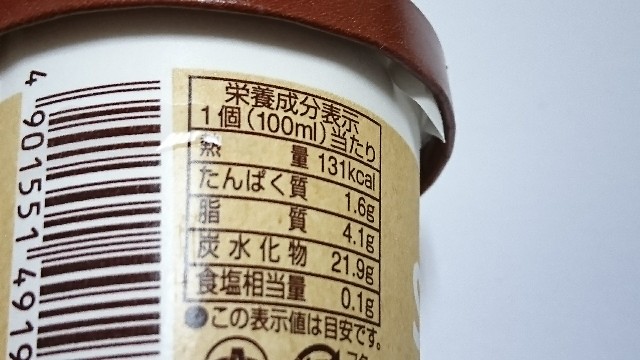 栄養成分表示
1個(100ml)当たり
熱量 131kcal
たんぱく質 1.6g
脂質 4.1g
炭水化物 21.9g
食塩相当量 0.1g
●この表示値は目安です。
4 901551 4919